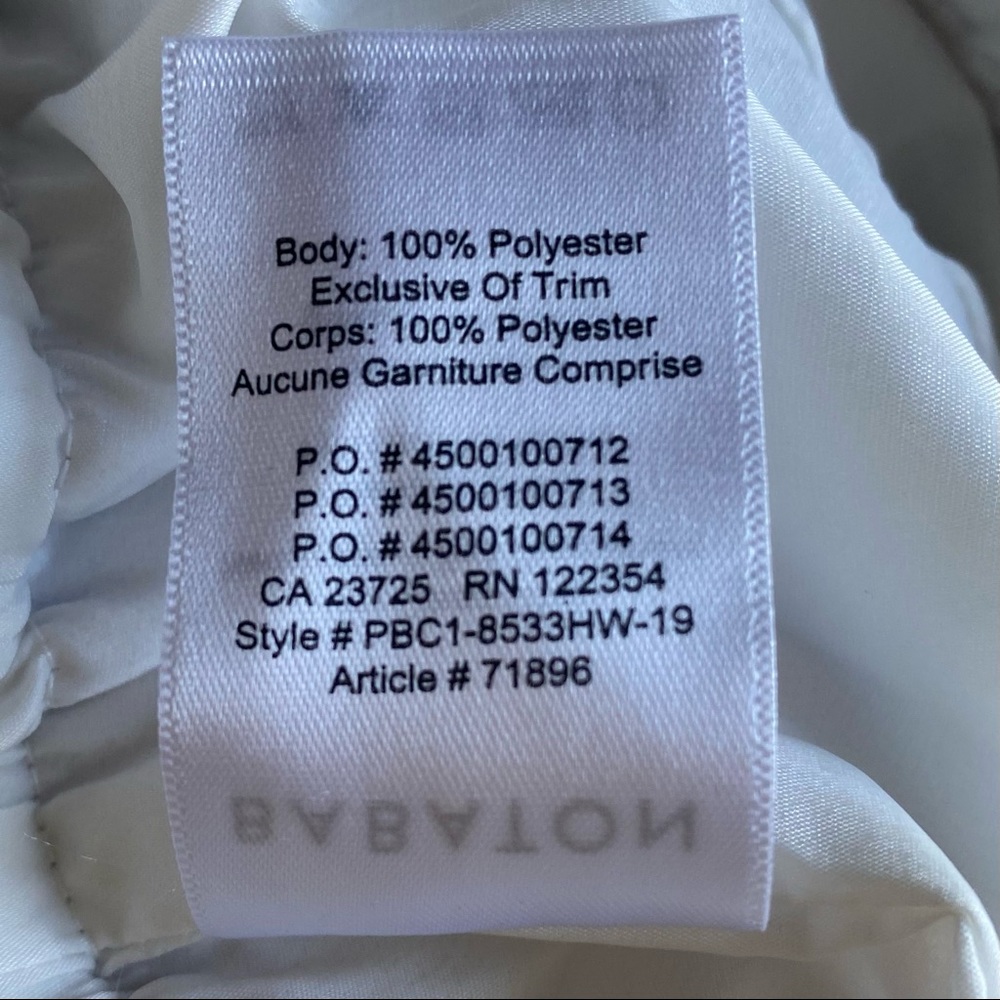 Body: 100% Polyester
Exclusive Of Trim
Corps: 100% Polyester
Aucune Garniture Comprise
P.O. # 4500100712
P.O. # 4500100713
P.O. # 4500100714
CA 23725 RN 122354
Style # PBC1-8533HW-19
Article # 71896
BABATON